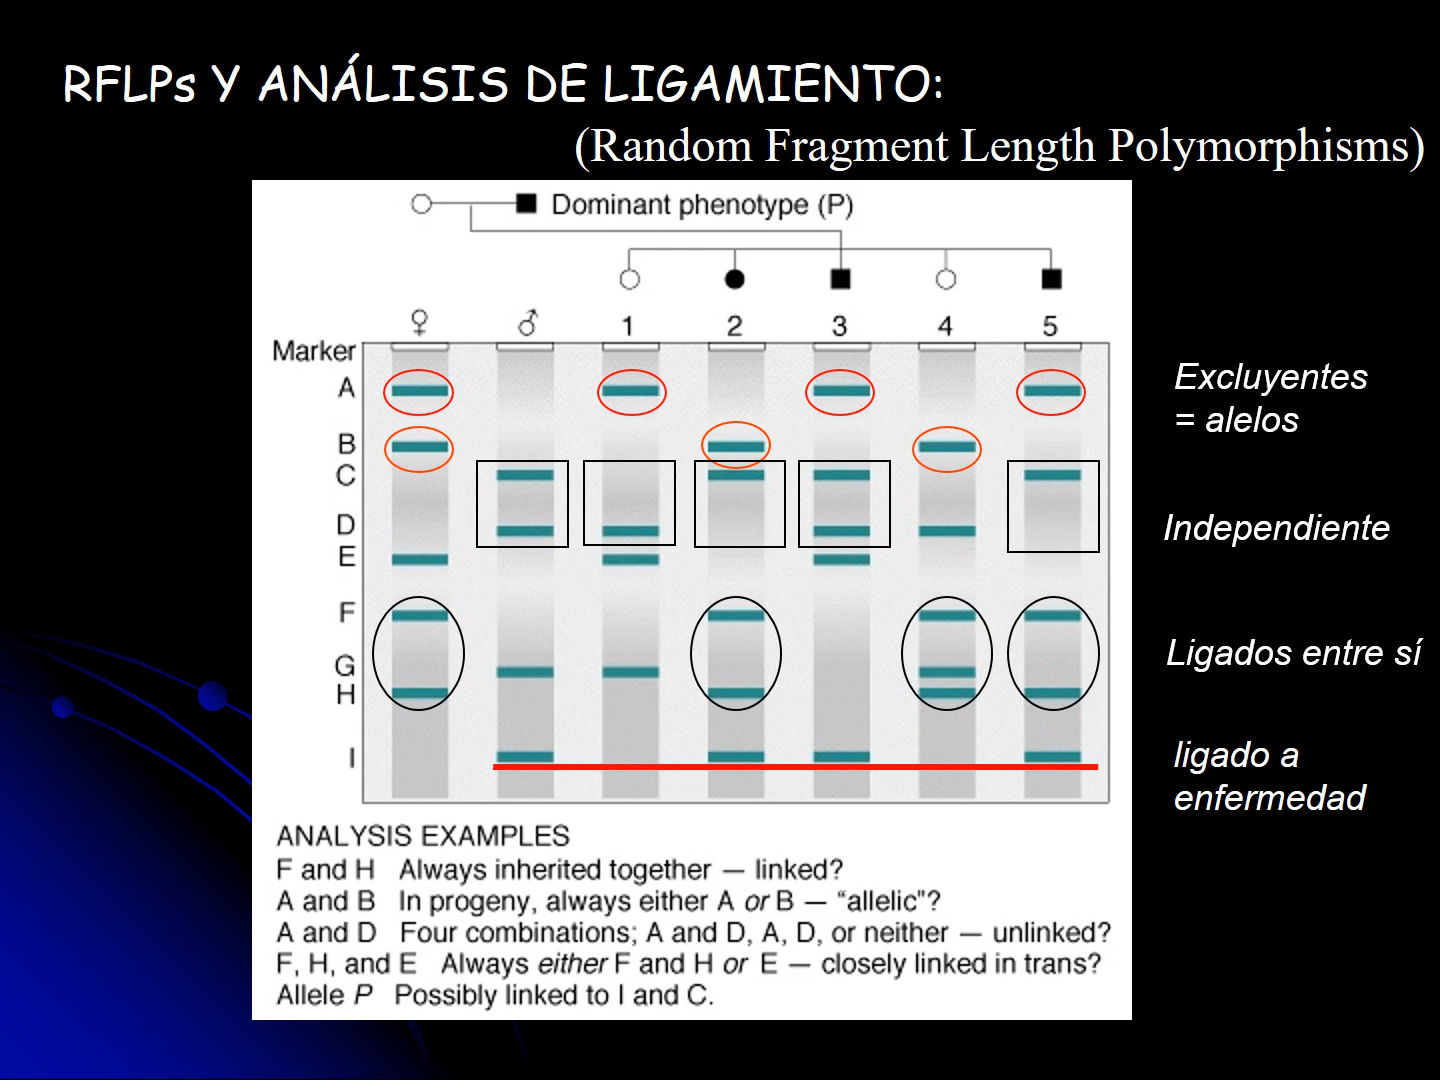 RFLPs Y ANÁLISIS DE LIGAMIENTO:
(Random Fragment Length Polymorphisms)
Dominant phenotype (P)
♀ ♂ 1 2 3 4 5
Marker
A
B
C
D
E
F
G
H
I
Excluyentes
= alelos
Independiente
Ligados entre sí
ligado a
enfermedad
ANALYSIS EXAMPLES
F and H Always inherited together — linked?
A and B In progeny, always either A or B — “allelic"?
A and D Four combinations; A and D, A, D, or neither — unlinked?
F, H, and E Always either F and H or E — closely linked in trans?
Allele P Possibly linked to I and C.